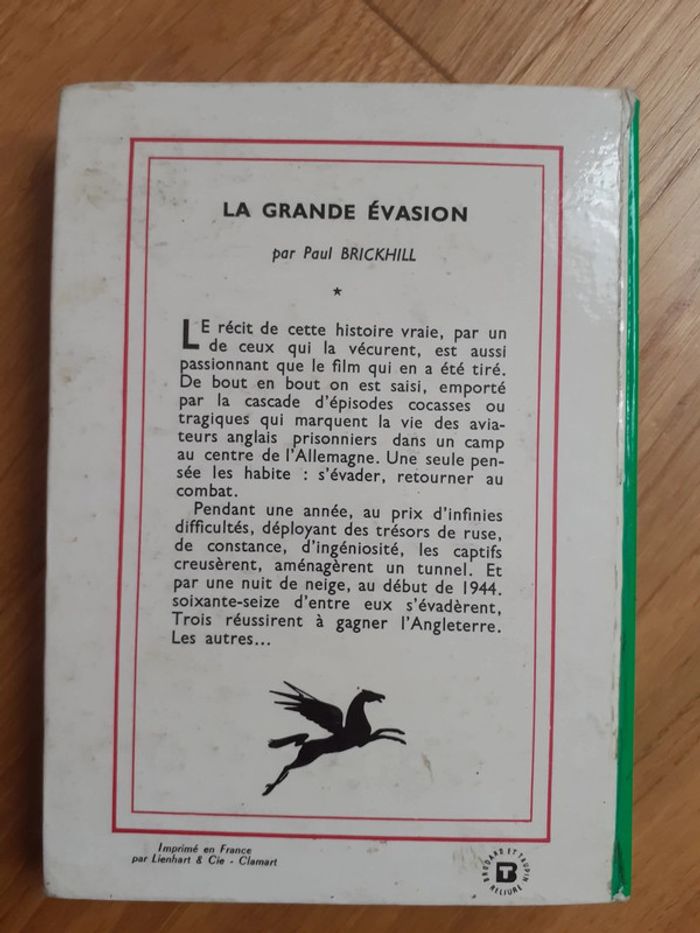 LA GRANDE ÉVASION
par Paul BRICKHILL
★
LE récit de cette histoire vraie, par un
de ceux qui la vécurent, est aussi
passionnant que le film qui en a été tiré.
De bout en bout on est saisi, emporté
par la cascade d'épisodes cocasses ou
tragiques qui marquent la vie des avia-
teurs anglais prisonniers dans un camp
au centre de l'Allemagne. Une seule pen-
sée les habite : s'évader, retourner au
combat.
Pendant une année, au prix d'infinies
difficultés, déployant des trésors de ruse,
de constance, d'ingéniosité, les captifs
creusèrent, aménagèrent un tunnel. Et
par une nuit de neige, au début de 1944.
soixante-seize d'entre eux s'évadèrent,
Trois réussirent à gagner l'Angleterre.
Les autres...
Imprimé en France
par Lienhart & Cie - Clamart
BRODARD ET TAUPIN
TB
RELIURE